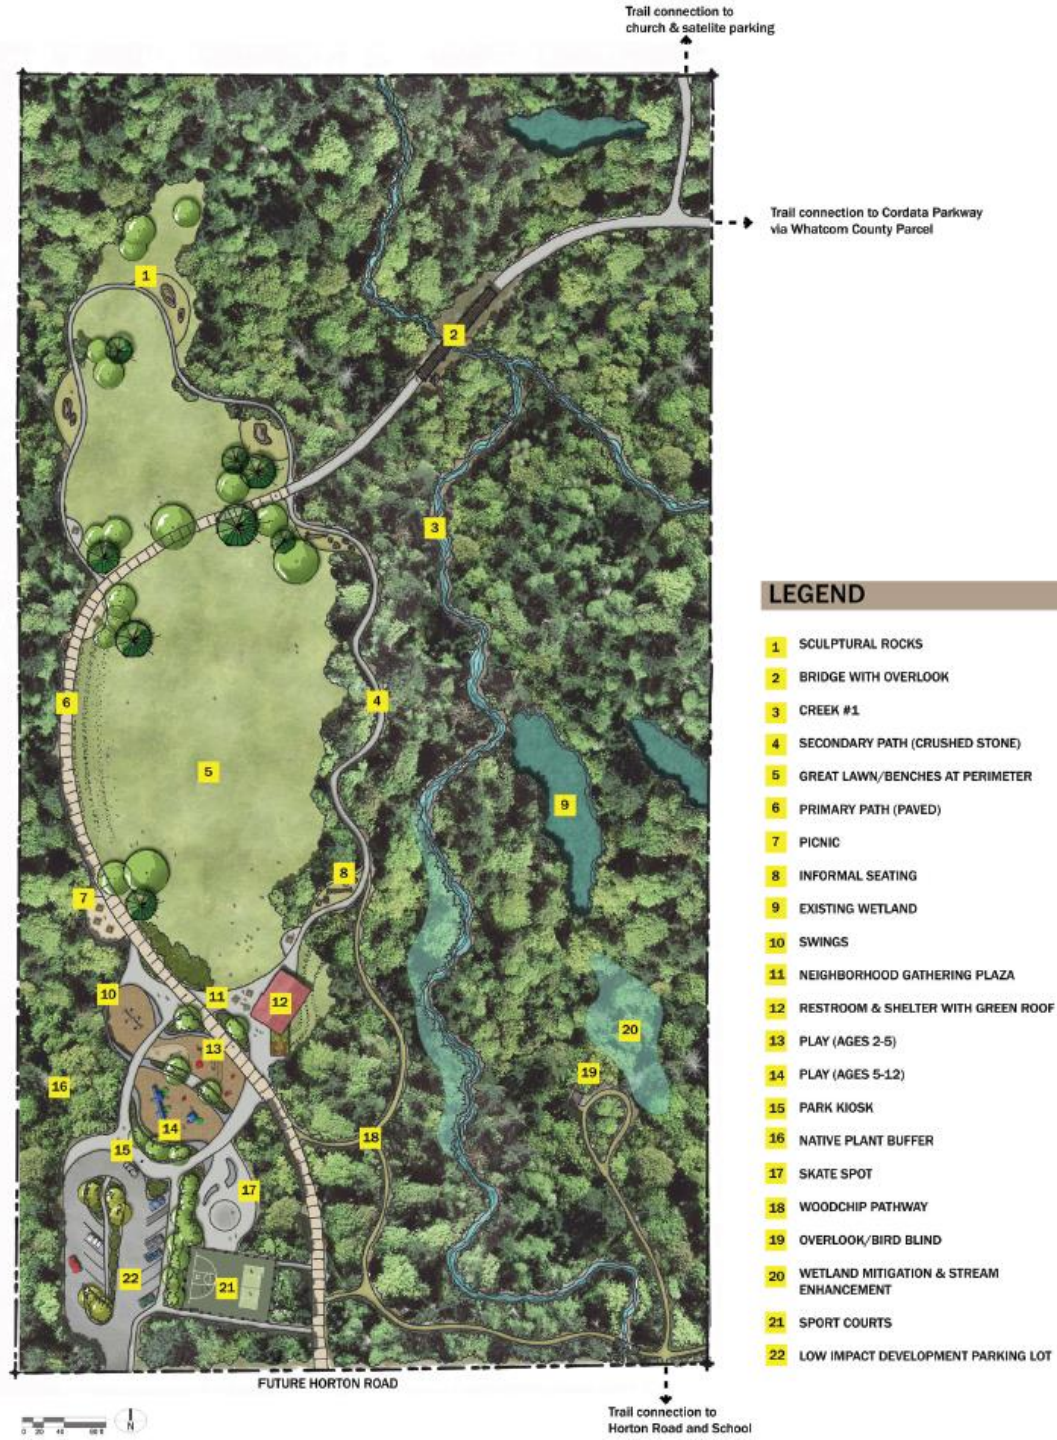 Trail connection to
church & satelite parking
Trail connection to Cordata Parkway
via Whatcom County Parcel
1
2
3
4
5
6
7
8
9
10
11
12
13
14
15
16
17
18
19
20
21
22
LEGEND
1 SCULPTURAL ROCKS
2 BRIDGE WITH OVERLOOK
3 CREEK #1
4 SECONDARY PATH (CRUSHED STONE)
5 GREAT LAWN/BENCHES AT PERIMETER
6 PRIMARY PATH (PAVED)
7 PICNIC
8 INFORMAL SEATING
9 EXISTING WETLAND
10 SWINGS
11 NEIGHBORHOOD GATHERING PLAZA
12 RESTROOM & SHELTER WITH GREEN ROOF
13 PLAY (AGES 2-5)
14 PLAY (AGES 5-12)
15 PARK KIOSK
16 NATIVE PLANT BUFFER
17 SKATE SPOT
18 WOODCHIP PATHWAY
19 OVERLOOK/BIRD BLIND
20 WETLAND MITIGATION & STREAM
ENHANCEMENT
21 SPORT COURTS
22 LOW IMPACT DEVELOPMENT PARKING LOT
FUTURE HORTON ROAD
Trail connection to
Horton Road and School
0 20 40
N